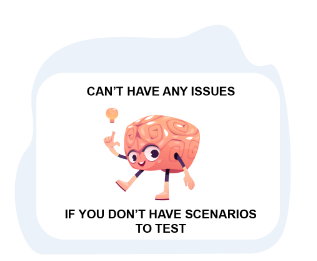 CAN'T HAVE ANY ISSUES
IF YOU DON'T HAVE SCENARIOS
TO TEST